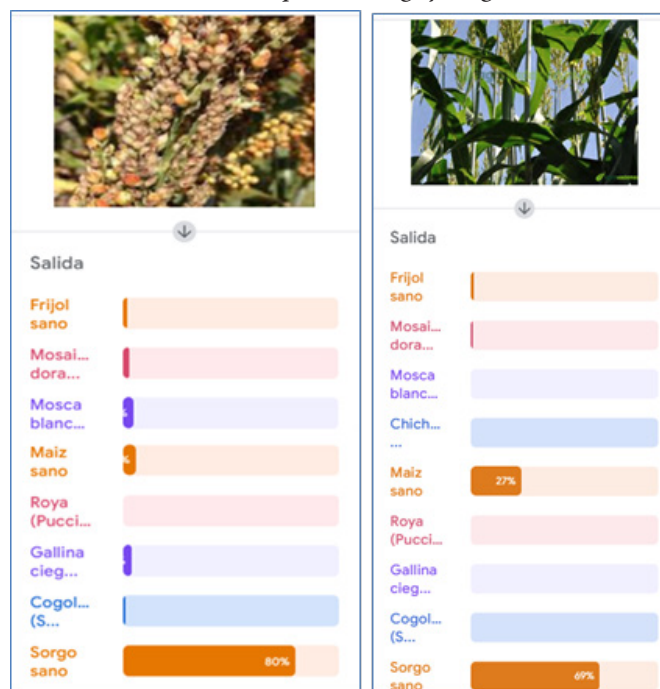 Salida
Frijol
sano
Mosai...
dora...
Mosca
blanc...
Maiz
sano
Roya
(Pucci...
Gallina
cieg...
Cogol...
(S...
Sorgo
sano
80%
Salida
Frijol
sano
Mosai...
dora...
Mosca
blanc...
Chich...
...
Maiz
sano
27%
Roya
(Pucci...
Gallina
cieg...
Cogol...
(S...
Sorgo
sano
69%